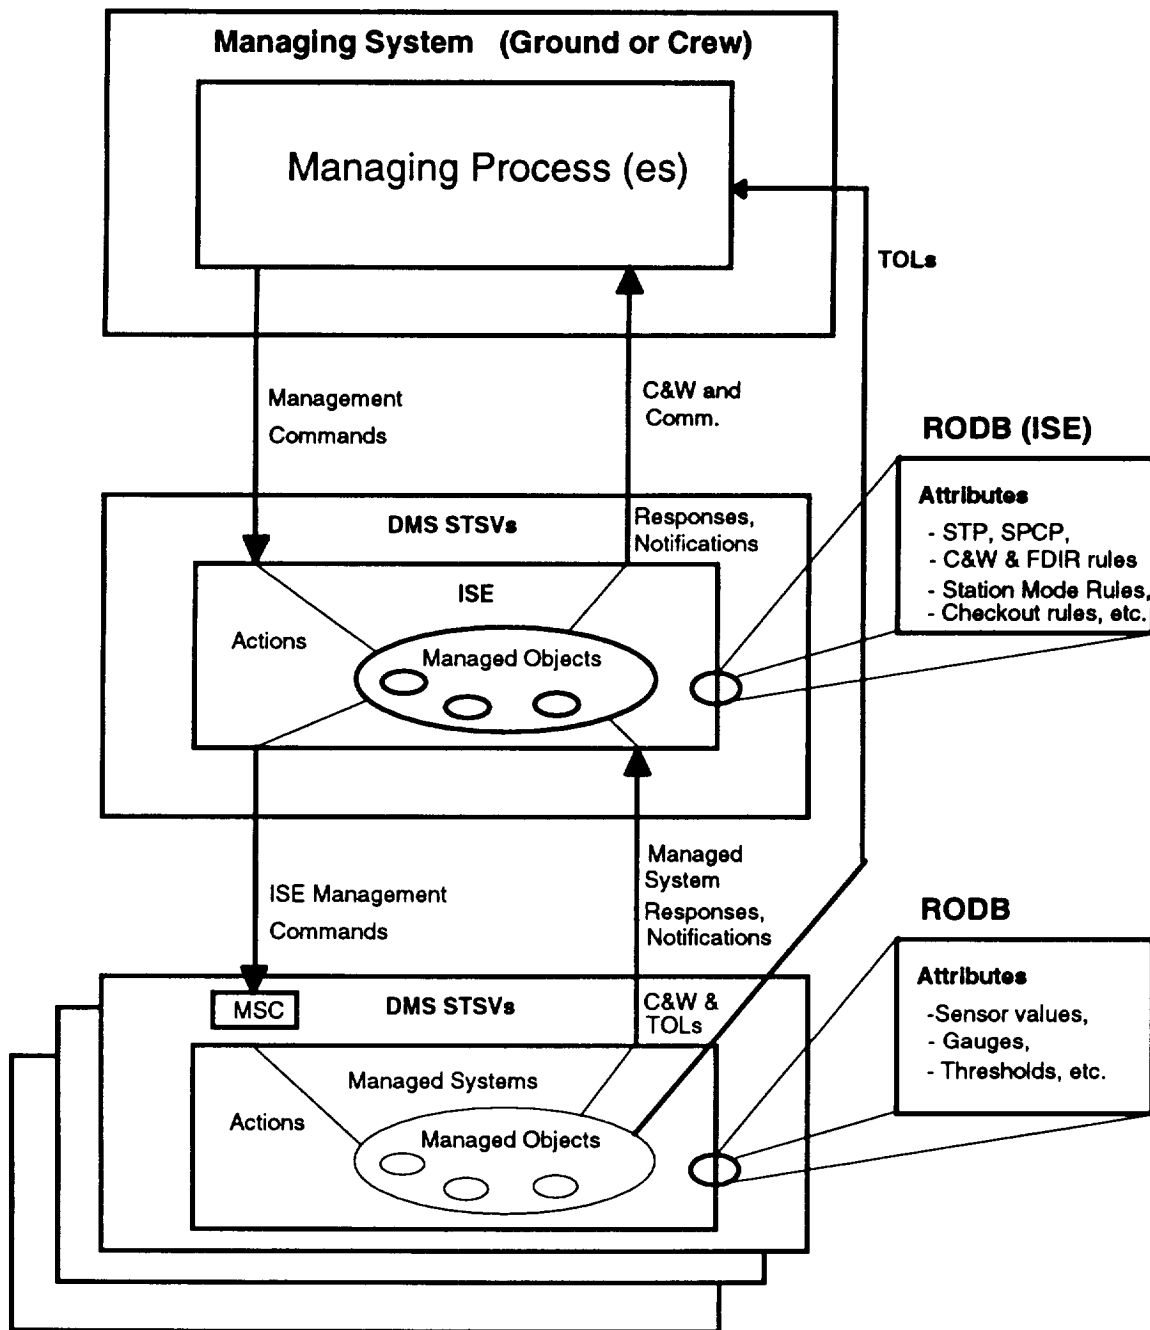 Managing System (Ground or Crew)
Managing Process (es)
TOLs
Management
Commands
C&W and
Comm.
RODB (ISE)
Attributes
- STP, SPCP,
- C&W & FDIR rules
- Station Mode Rules,
- Checkout rules, etc.
DMS STSVs
Responses,
Notifications
ISE
Actions
Managed Objects
ISE Management
Commands
Managed
System
Responses,
Notifications
RODB
Attributes
-Sensor values,
- Gauges,
- Thresholds, etc.
MSC
DMS STSVs
C&W &
TOLs
Managed Systems
Actions
Managed Objects